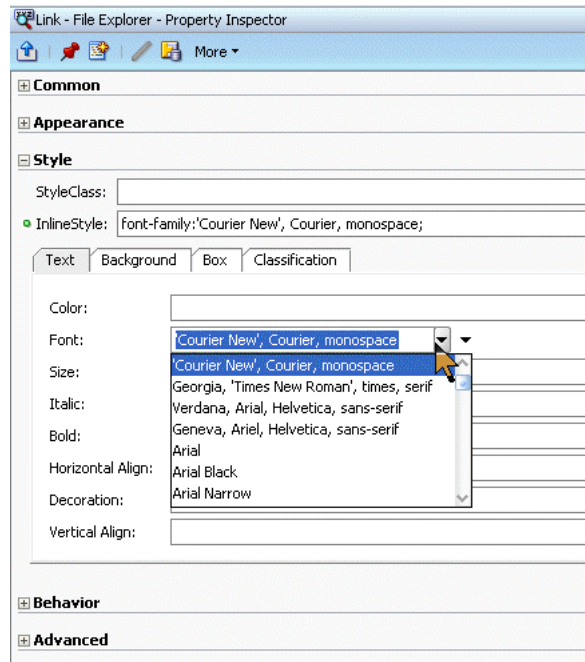 Link - File Explorer - Property Inspector
More
Common
Appearance
Style
StyleClass:
InlineStyle: font-family:'Courier New', Courier, monospace;
Text Background Box Classification
Color:
Font: 'Courier New', Courier, monospace
Size: 'Courier New', Courier, monospace
Georgia, 'Times New Roman', times, serif
Italic: Verdana, Arial, Helvetica, sans-serif
Bold: Geneva, Ariel, Helvetica, sans-serif
Arial
Horizontal Align: Arial Black
Decoration: Arial Narrow
Vertical Align:
Behavior
Advanced